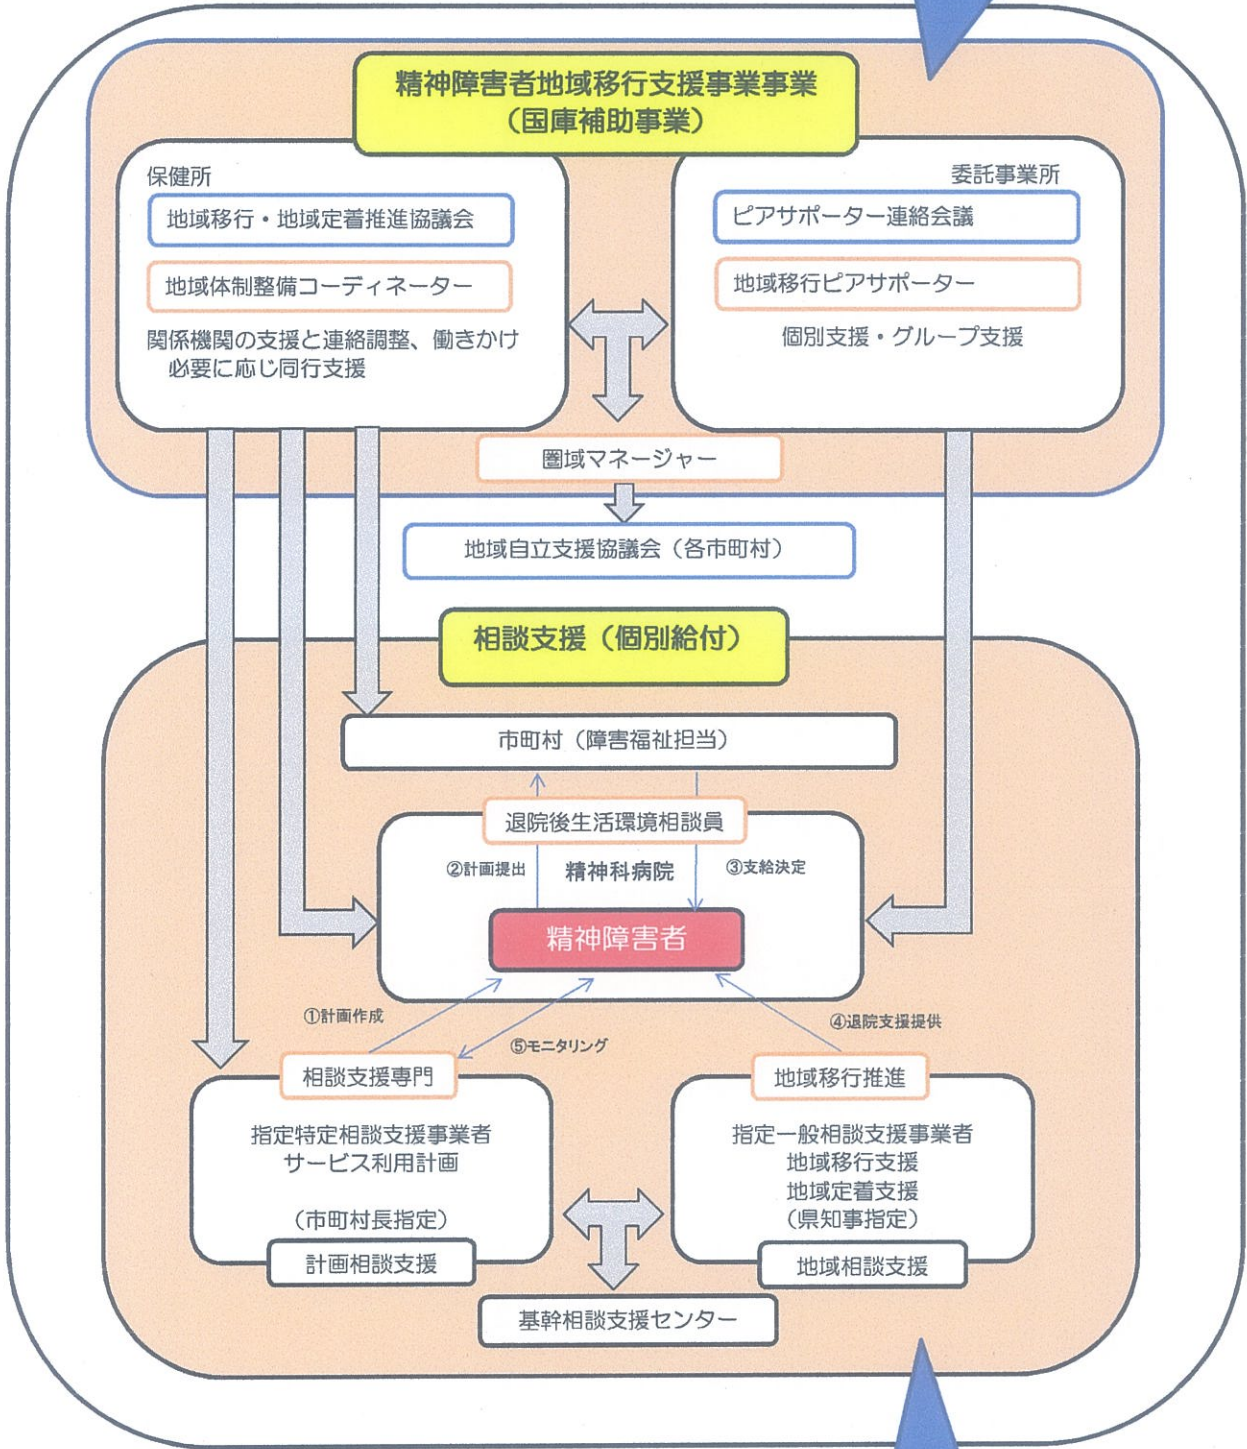 精神障害者地域移行支援事業事業
（国庫補助事業）
保健所
地域移行・地域定着推進協議会
地域体制整備コーディネーター
関係機関の支援と連絡調整、働きかけ
必要に応じ同行支援
委託事業所
ピアサポーター連絡会議
地域移行ピアサポーター
個別支援・グループ支援
圏域マネージャー
地域自立支援協議会（各市町村）
相談支援（個別給付）
市町村（障害福祉担当）
退院後生活環境相談員
②計画提出
精神科病院
③支給決定
精神障害者
①計画作成
⑤モニタリング
④退院支援提供
相談支援専門
指定特定相談支援事業者
サービス利用計画
（市町村長指定）
計画相談支援
地域移行推進
指定一般相談支援事業者
地域移行支援
地域定着支援
（県知事指定）
地域相談支援
基幹相談支援センター